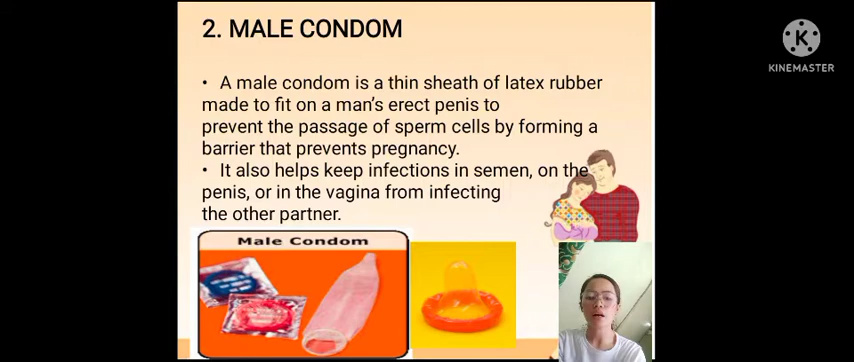 2. MALE CONDOM
• A male condom is a thin sheath of latex rubber
made to fit on a man's erect penis to
prevent the passage of sperm cells by forming a
barrier that prevents pregnancy.
• It also helps keep infections in semen, on the
penis, or in the vagina from infecting
the other partner.
Male Condom
K
KINEMASTER